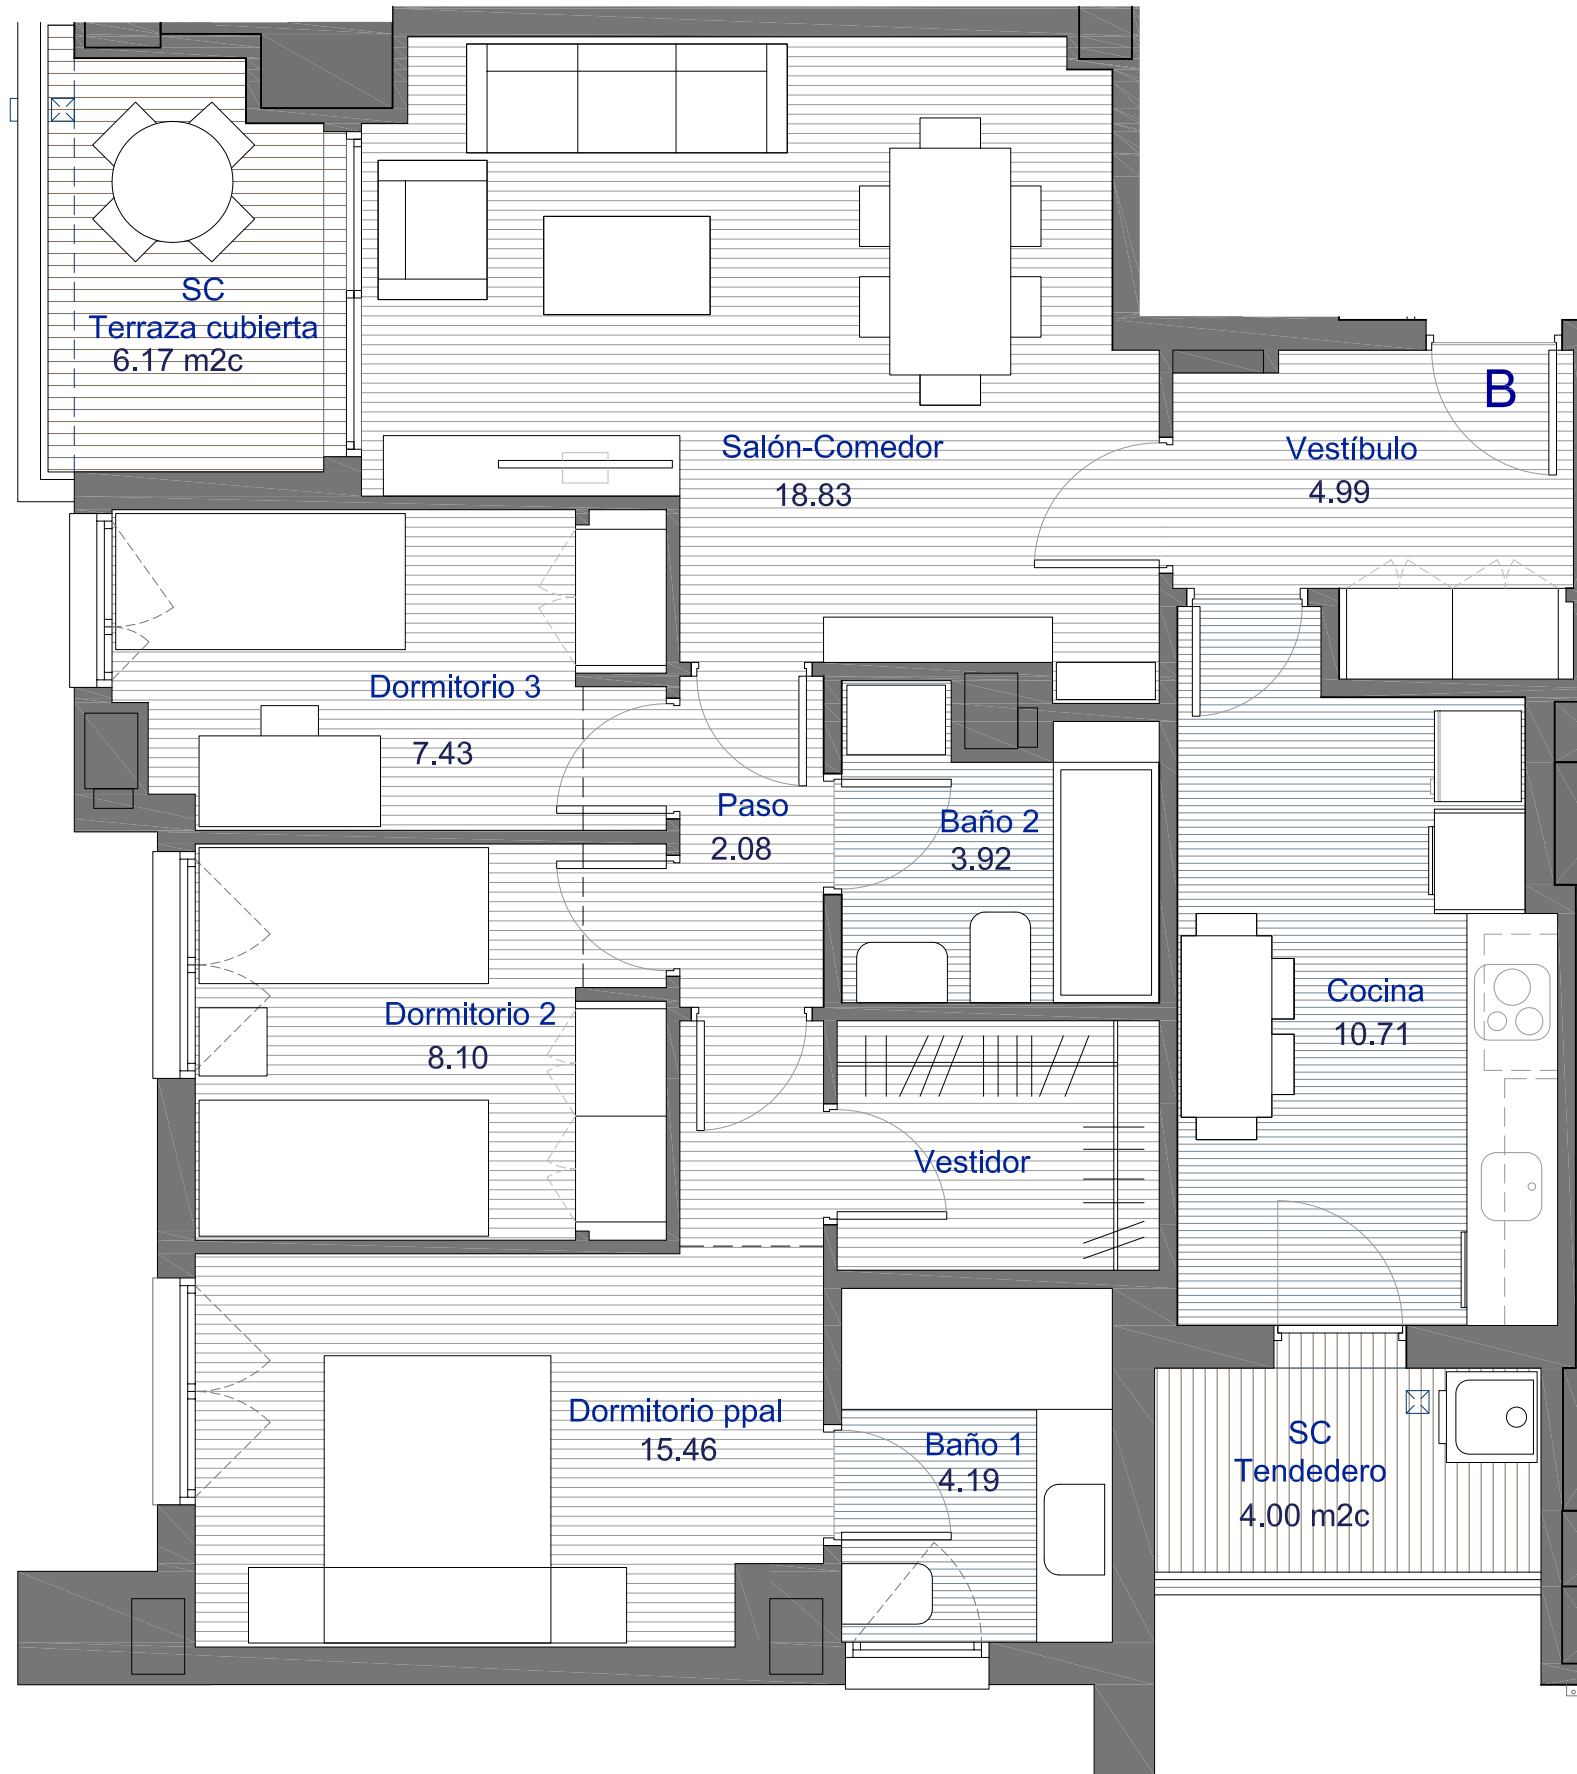 SC
Terraza cubierta
6.17 m2c
B
Salón-Comedor
18.83
Vestíbulo
4.99
Dormitorio 3
7.43
Paso
2.08
Baño 2
3.92
Dormitorio 2
8.10
Cocina
10.71
Vestidor
Dormitorio ppal
15.46
Baño 1
4.19
SC
Tendedero
4.00 m2c